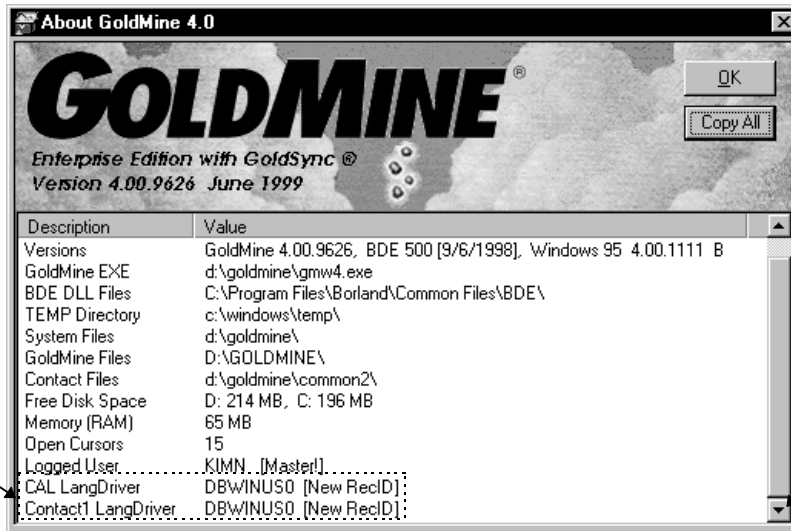 About GoldMine 4.0
GOLDMINE®
OK
Copy All
Enterprise Edition with GoldSync ®
Version 4.00.9626 June 1999
Description Value
Versions GoldMine 4.00.9626, BDE 500 [9/6/1998], Windows 95 4.00.1111 B
GoldMine EXE d:\goldmine\gmw4.exe
BDE DLL Files C:\Program Files\Borland\Common Files\BDE\
TEMP Directory c:\windows\temp\
System Files d:\goldmine\
GoldMine Files D:\GOLDMINE\
Contact Files d:\goldmine\common2\
Free Disk Space D: 214 MB, C: 196 MB
Memory (RAM) 65 MB
Open Cursors 15
Logged User KIMN [Master!]
CAL LangDriver DBWINUS0 [New RecID]
Contact1 LangDriver DBWINUS0 [New RecID]